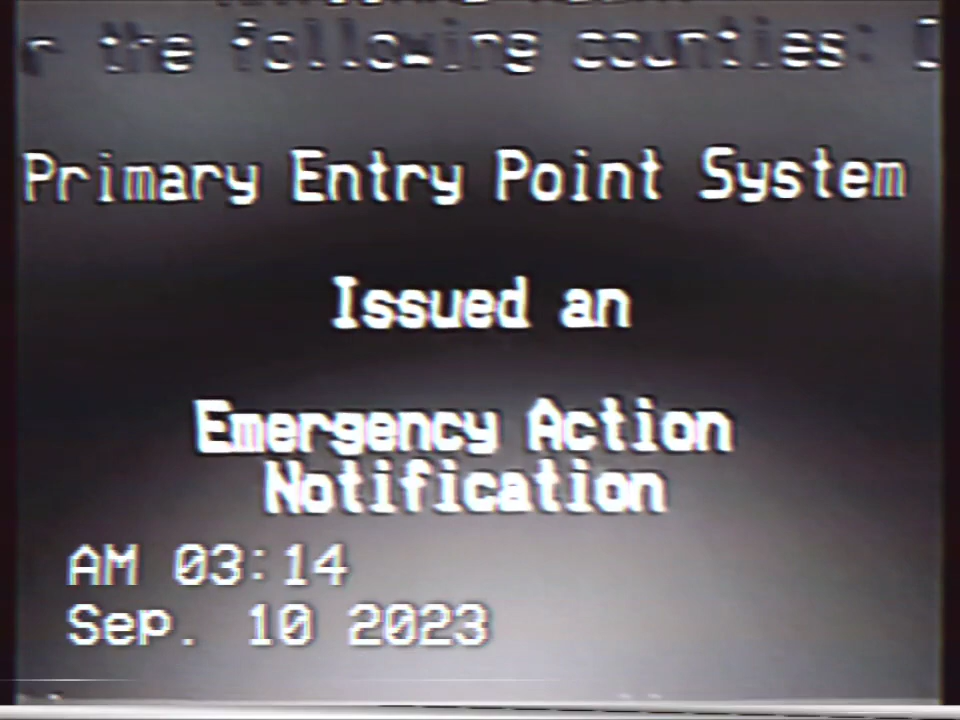 r the following counties:
Primary Entry Point System
Issued an
Emergency Action
Notification
AM 03:14
Sep. 10 2023